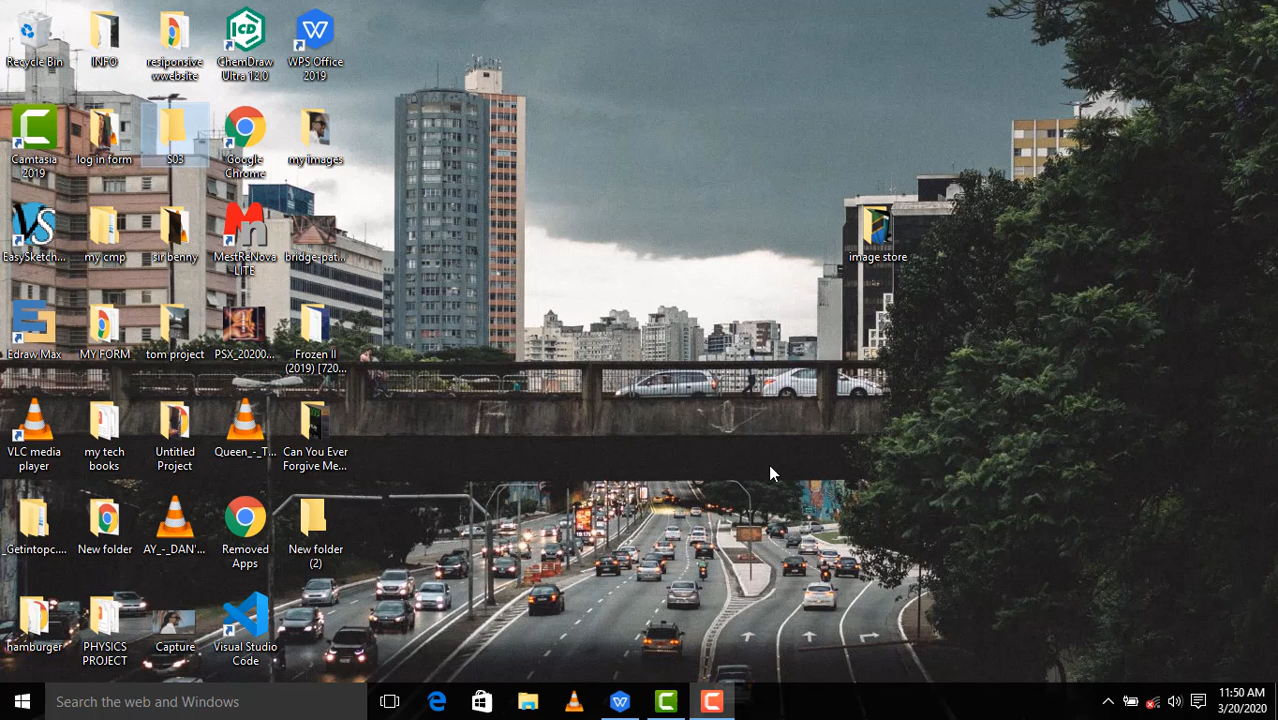 Recycle Bin
INFO
resiponsive
wwebsite
ChemDraw
Ultra 12.0
WPS Office
2019
Camtasia
2019
log in form
S03
Google
Chrome
my images
EasySketch...
my cmp
sir benny
MestReNova
LITE
bridge-pat...
image store
Edraw Max
MY FORM
tom project
PSX_20200...
Frozen II
(2019) [720...
VLC media
player
my tech
books
Untitled
Project
Queen_-_T...
Can You Ever
Forgive Me...
_Getintopc....
New folder
AY_-_DAN'...
Removed
Apps
New folder
(2)
hamburger
PHYSICS
PROJECT
Capture
Visual Studio
Code
Search the web and Windows
11:50 AM
3/20/2020